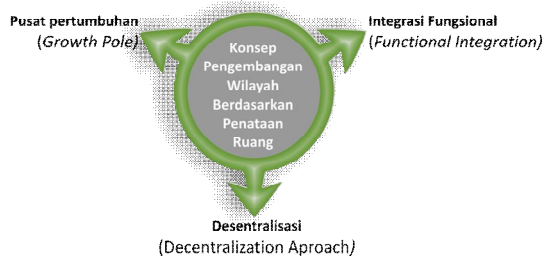 Pusat pertumbuhan
(Growth Pole)
Integrasi Fungsional
(Functional Integration)
Konsep
Pengembangan
Wilayah
Berdasarkan
Penataan
Ruang
Desentralisasi
(Decentralization Aproach)